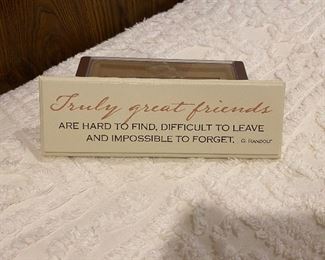 Truly great friends
ARE HARD TO FIND, DIFFICULT TO LEAVE
AND IMPOSSIBLE TO FORGET. G. RANDOLF